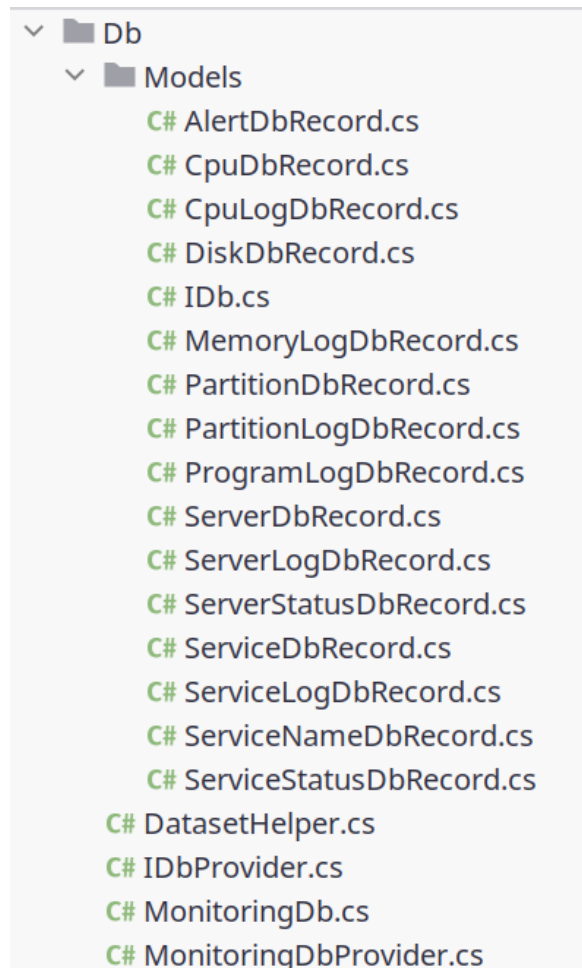 Db
Models
C# AlertDbRecord.cs
C# CpuDbRecord.cs
C# CpuLogDbRecord.cs
C# DiskDbRecord.cs
C# IDb.cs
C# MemoryLogDbRecord.cs
C# PartitionDbRecord.cs
C# PartitionLogDbRecord.cs
C# ProgramLogDbRecord.cs
C# ServerDbRecord.cs
C# ServerLogDbRecord.cs
C# ServerStatusDbRecord.cs
C# ServiceDbRecord.cs
C# ServiceLogDbRecord.cs
C# ServiceNameDbRecord.cs
C# ServiceStatusDbRecord.cs
C# DatasetHelper.cs
C# IDbProvider.cs
C# MonitoringDb.cs
C# MonitoringDbProvider.cs